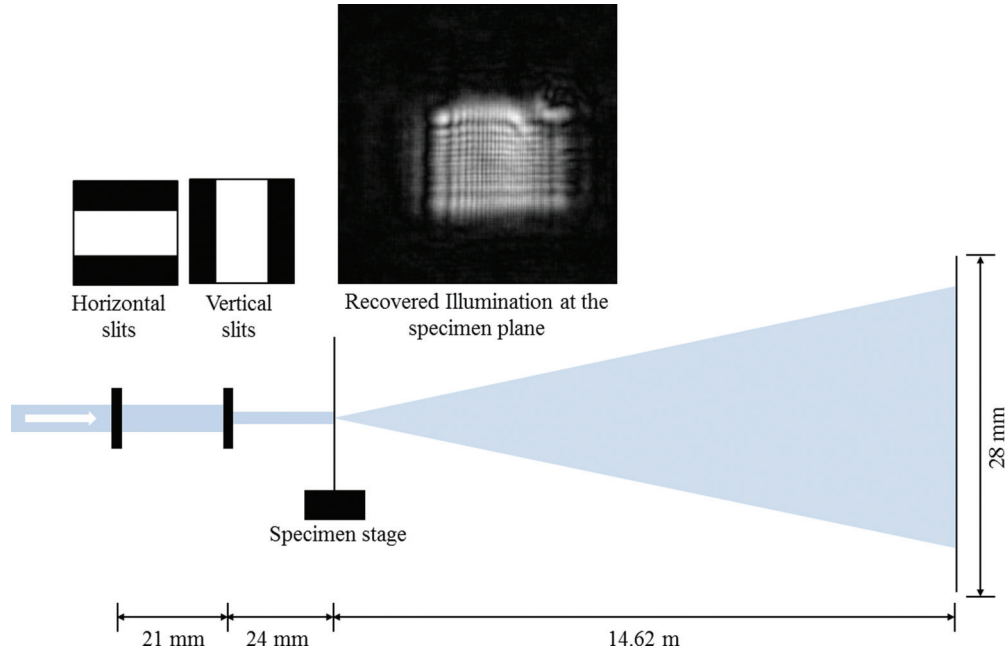 Horizontal
slits
Vertical
slits
Recovered Illumination at the
specimen plane
Specimen stage
28 mm
21 mm
24 mm
14.62 m